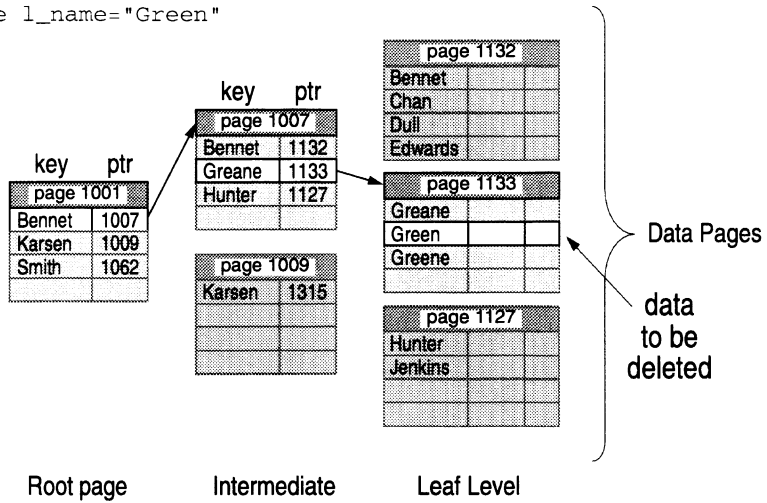 e l_name="Green"
key ptr
page 1001
Bennet 1007
Karsen 1009
Smith 1062
Root page
key ptr
page 1007
Bennet 1132
Greane 1133
Hunter 1127
page 1009
Karsen 1315
Intermediate
page 1132
Bennet
Chan
Dull
Edwards
page 1133
Greane
Green
Greene
page 1127
Hunter
Jenkins
Leaf Level
Data Pages
data
to be
deleted